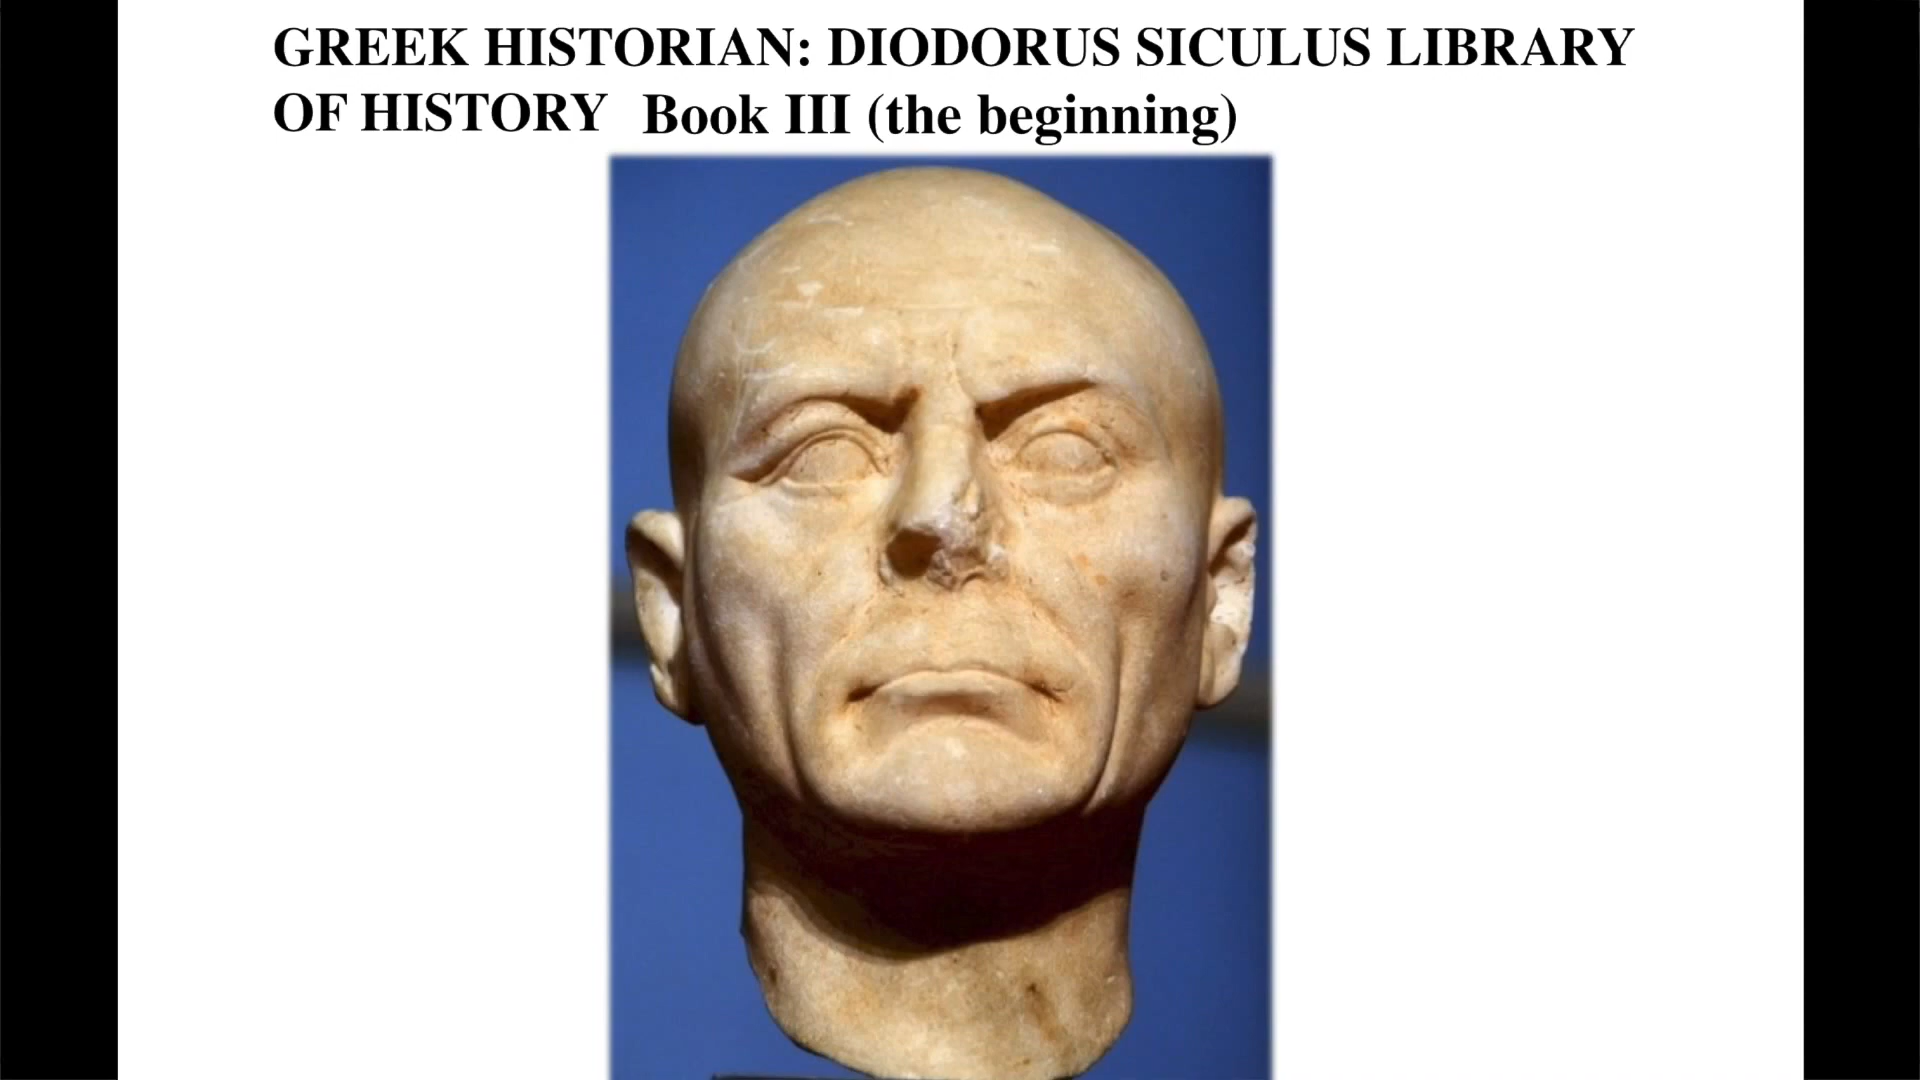 GREEK HISTORIAN: DIODORUS SICULUS LIBRARY
OF HISTORY Book III (the beginning)